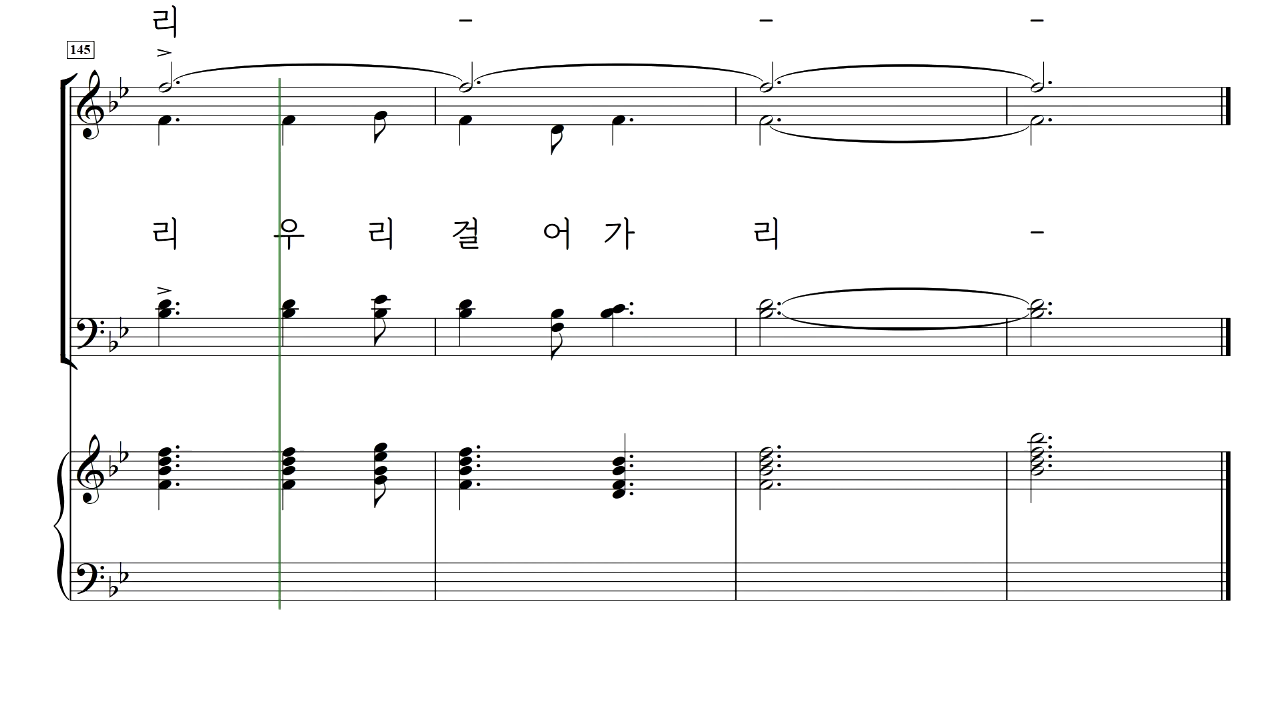 리 - - -
145
리 우 리 걸 어 가 리 -